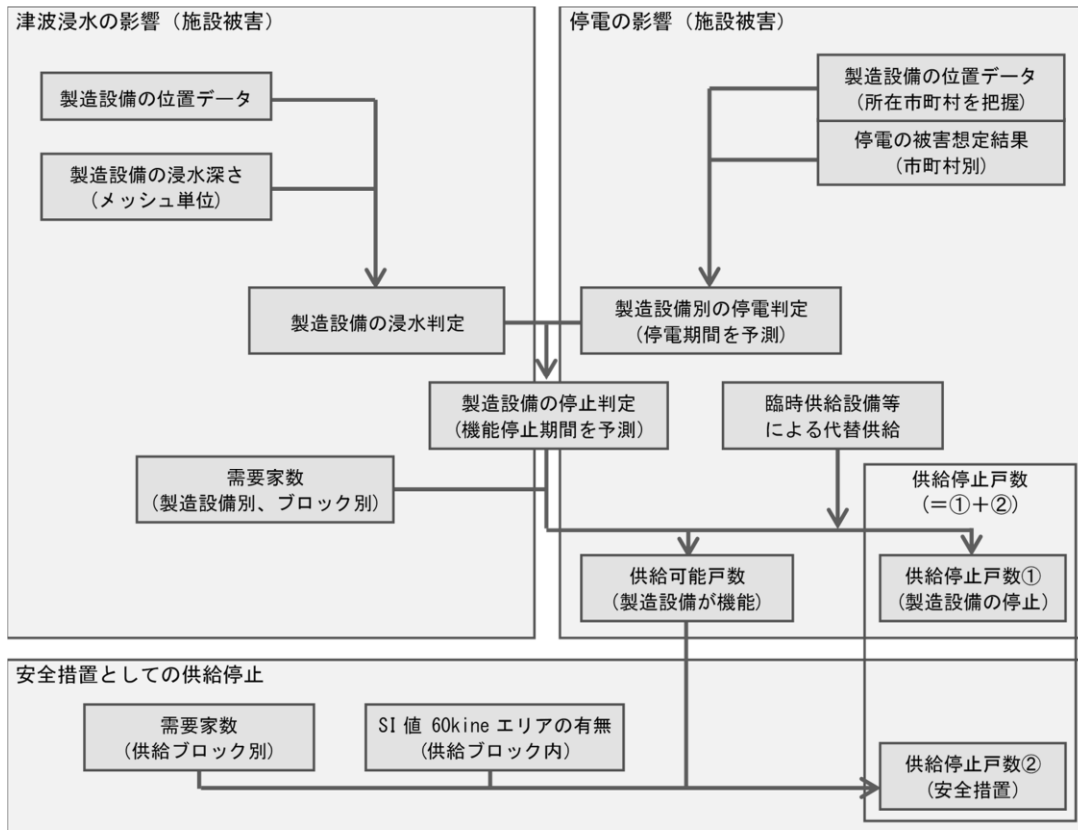 津波浸水の影響（施設被害）
製造設備の位置データ
製造設備の浸水深さ
（メッシュ単位）
製造設備の浸水判定
停電の影響（施設被害）
製造設備の位置データ
（所在市町村を把握）
停電の被害想定結果
（市町村別）
製造設備別の停電判定
（停電期間を予測）
製造設備の停止判定
（機能停止期間を予測）
臨時供給設備等
による代替供給
需要家数
（製造設備別、ブロック別）
供給停止戸数
（＝①＋②）
供給可能戸数
（製造設備が機能）
供給停止戸数①
（製造設備の停止）
安全措置としての供給停止
需要家数
（供給ブロック別）
SI 値 60kine エリアの有無
（供給ブロック内）
供給停止戸数②
（安全措置）